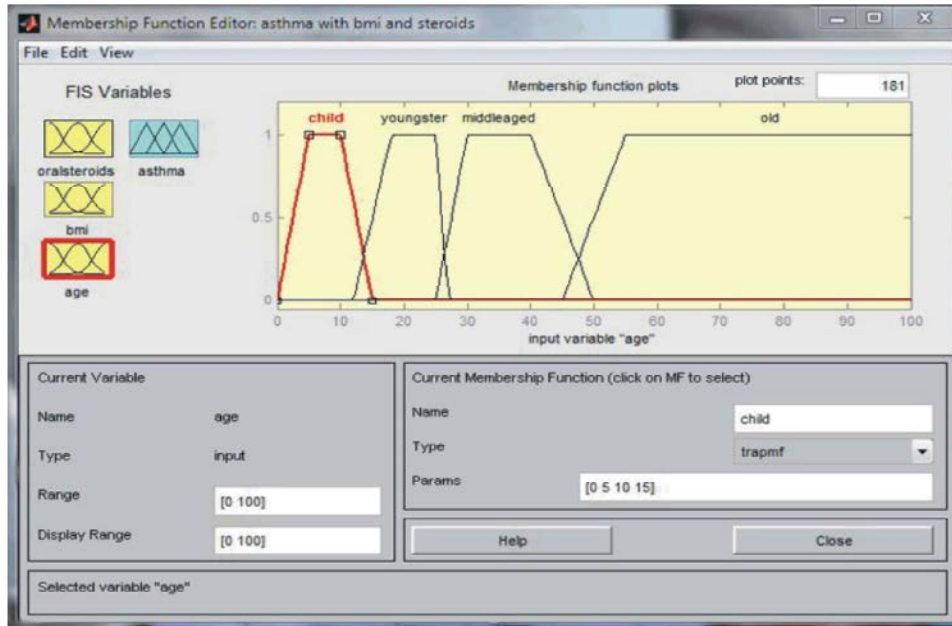 Membership Function Editor: asthma with bmi and steroids
File Edit View
FIS Variables
Membership function plots
plot points:
181
oralsteroids
asthma
bmi
age
child
youngster
middleaged
old
1
0.5
0
0 10 20 30 40 50 60 70 80 90 100
input variable "age"
Current Variable
Name age
Type input
Range [0 100]
Display Range [0 100]
Current Membership Function (click on MF to select)
Name child
Type trapmf
Params [0 5 10 15]
Help
Close
Selected variable "age"